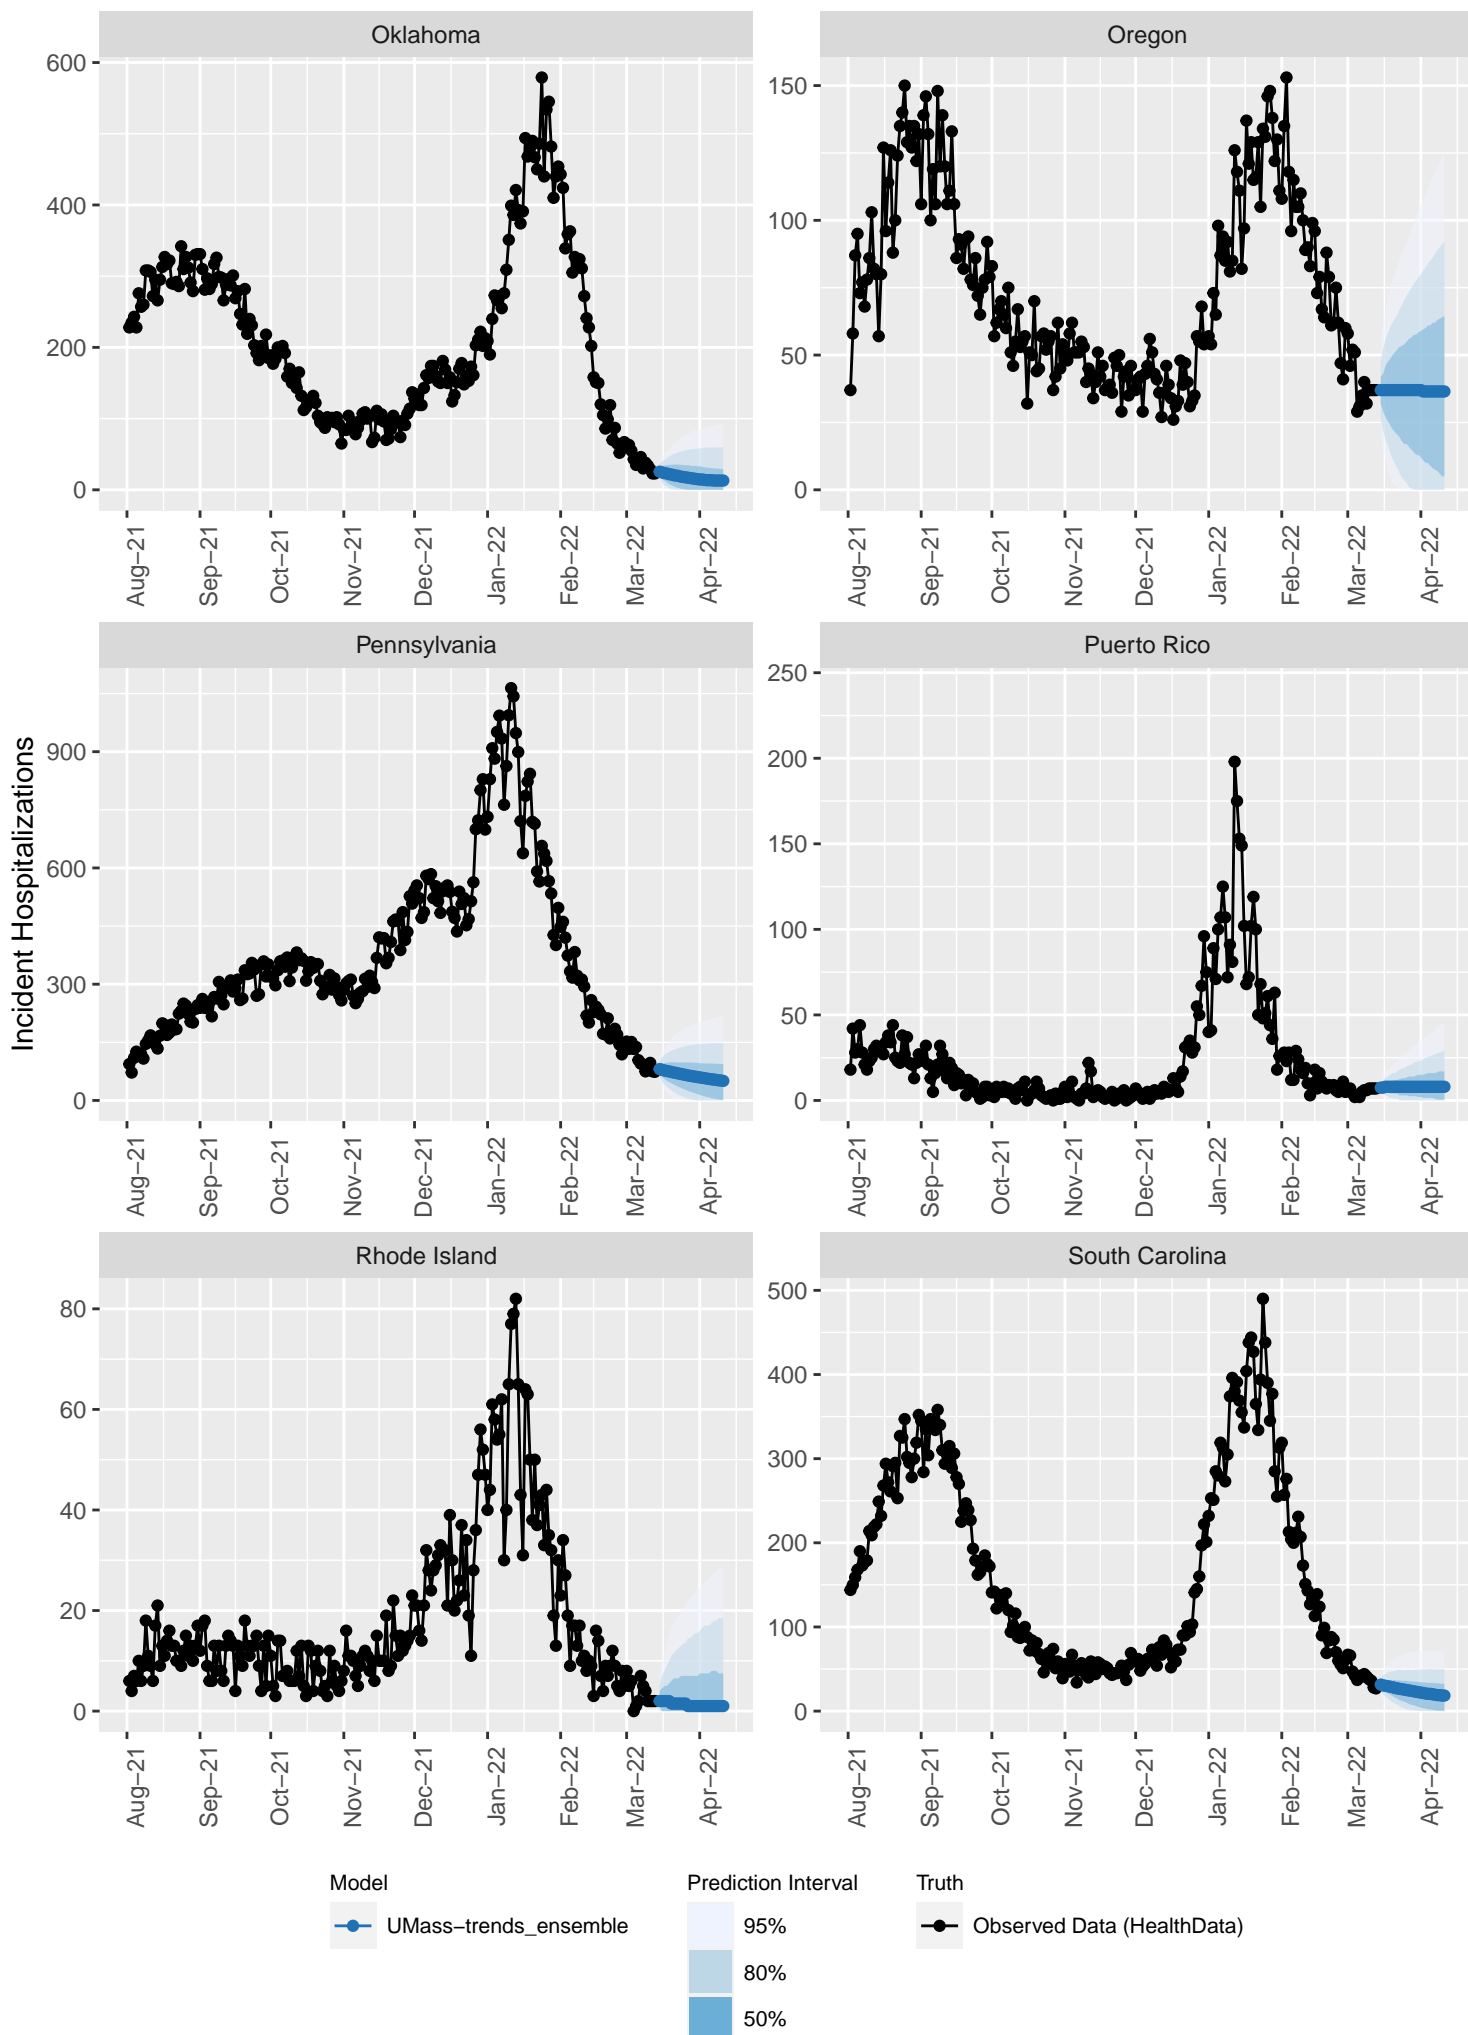 Oklahoma
Oregon
600
400
200
0
150
100
50
0
Aug−21
Sep−21
Oct−21
Nov−21
Dec−21
Jan−22
Feb−22
Mar−22
Apr−22
Aug−21
Sep−21
Oct−21
Nov−21
Dec−21
Jan−22
Feb−22
Mar−22
Apr−22
Incident Hospitalizations
Pennsylvania
Puerto Rico
900
600
300
0
250
200
150
100
50
0
Aug−21
Sep−21
Oct−21
Nov−21
Dec−21
Jan−22
Feb−22
Mar−22
Apr−22
Aug−21
Sep−21
Oct−21
Nov−21
Dec−21
Jan−22
Feb−22
Mar−22
Apr−22
Rhode Island
South Carolina
80
60
40
20
0
500
400
300
200
100
0
Aug−21
Sep−21
Oct−21
Nov−21
Dec−21
Jan−22
Feb−22
Mar−22
Apr−22
Aug−21
Sep−21
Oct−21
Nov−21
Dec−21
Jan−22
Feb−22
Mar−22
Apr−22
Model
UMass−trends_ensemble
Prediction Interval
95%
80%
50%
Truth
Observed Data (HealthData)